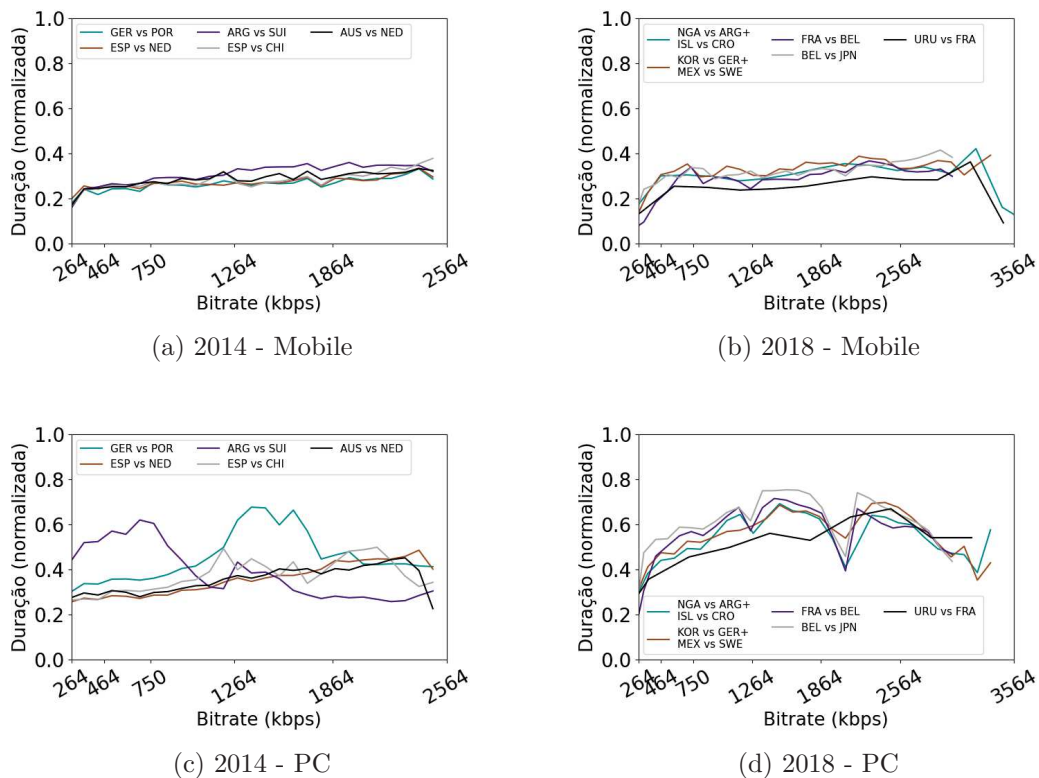 1.0
0.8
0.6
0.4
0.2
0.0
Duração (normalizada)
GER vs POR
ESP vs NED
ARG vs SUI
ESP vs CHI
AUS vs NED
264
464
750
1264
1864
2564
Bitrate (kbps)
(a) 2014 - Mobile
1.0
0.8
0.6
0.4
0.2
0.0
Duração (normalizada)
NGA vs ARG+
ISL vs CRO
KOR vs GER+
MEX vs SWE
FRA vs BEL
BEL vs JPN
URU vs FRA
264
464
750
1264
1864
2564
3564
Bitrate (kbps)
(b) 2018 - Mobile
1.0
0.8
0.6
0.4
0.2
0.0
Duração (normalizada)
GER vs POR
ESP vs NED
ARG vs SUI
ESP vs CHI
AUS vs NED
264
464
750
1264
1864
2564
Bitrate (kbps)
(c) 2014 - PC
1.0
0.8
0.6
0.4
0.2
0.0
Duração (normalizada)
NGA vs ARG+
ISL vs CRO
KOR vs GER+
MEX vs SWE
FRA vs BEL
BEL vs JPN
URU vs FRA
264
464
750
1264
1864
2564
3564
Bitrate (kbps)
(d) 2018 - PC